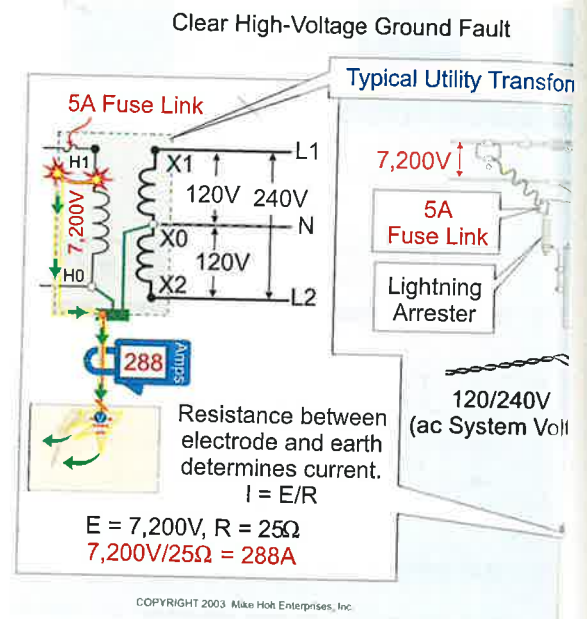 Clear High-Voltage Ground Fault
Typical Utility
5A Fuse Link
H1
X1
L1
7,200V
120V
240V
X0
N
120V
H0
X2
L2
288
Amps
Resistance between
electrode and earth
determines current.
I = E/R
E = 7,200V, R = 25Ω
7,200V/25Ω = 288A
7,200V
5A
Fuse Link
Lightning
Arrester
120/240V
(ac System
COPYRIGHT 2003 Mike Holt Enterprises, Inc.